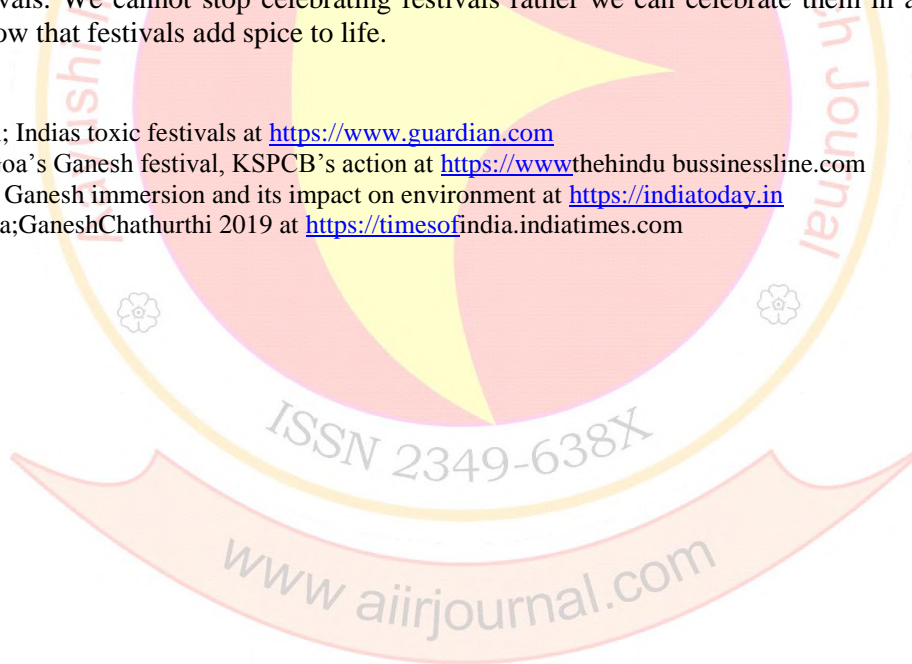 vals. We cannot stop celebrating festivals rather we can celebrate them in a
ow that festivals add spice to life.
; Indias toxic festivals at https://www.guardian.com
oa's Ganesh festival, KSPCB's action at https://wwwthehindu bussinessline.com
Ganesh immersion and its impact on environment at https://indiatoday.in
a;GaneshChathurthi 2019 at https://timesofindia.indiatimes.com
ch Journal
ISSN 2349-638X
www aiirjournal.com